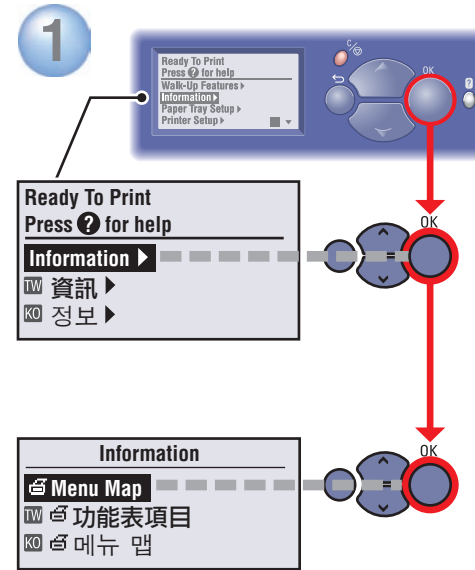 1
Ready To Print
Press ? for help
Walk-Up Features
Information
Paper Tray Setup
Printer Setup
C/
OK
?
Ready To Print
Press ? for help
Information
TW 資訊
KO 정보
OK
Information
Menu Map
TW 功能表項目
KO 메뉴 맵
OK